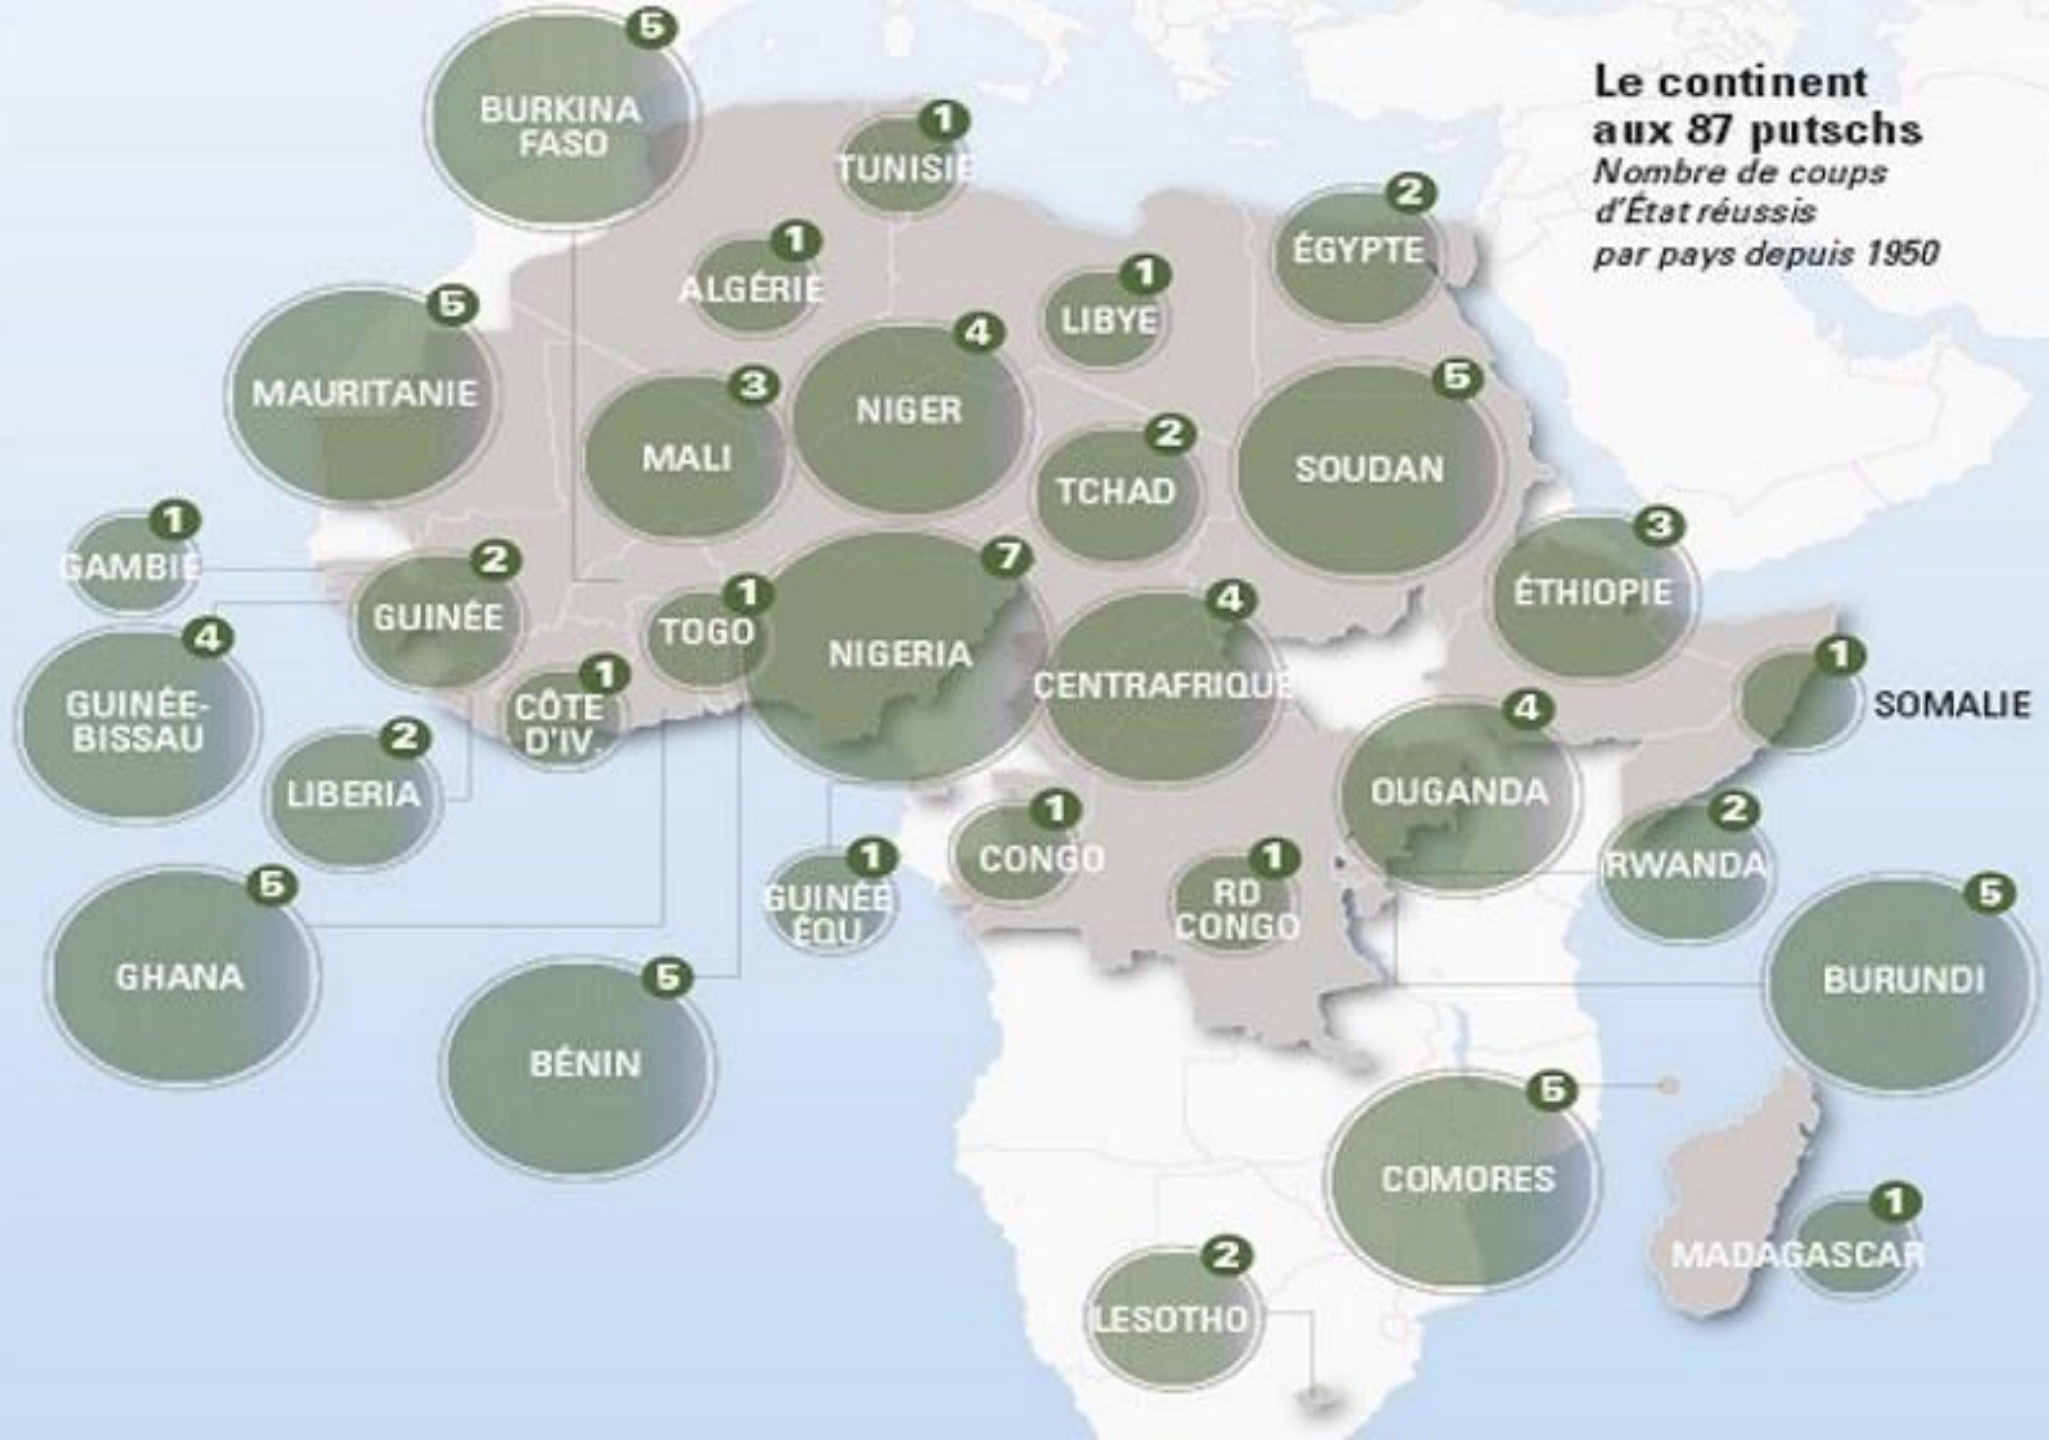 Le continent
aux 87 putschs
Nombre de coups
d'État réussis
par pays depuis 1950
5
BURKINA
FASO
1
TUNISIE
2
ÉGYPTE
1
ALGÉRIE
1
LIBYE
5
MAURITANIE
3
MALI
4
NIGER
2
TCHAD
5
SOUDAN
1
GAMBIE
2
GUINÉE
1
TOGO
7
NIGERIA
4
CENTRAFRIQUE
3
ÉTHIOPIE
4
GUINÉE-
BISSAU
2
LIBERIA
1
CÔTE
D'IV.
1
SOMALIE
4
OUGANDA
1
CONGO
1
RD
CONGO
2
RWANDA
5
GHANA
5
BÉNIN
1
GUINÉE
ÉQU
5
BURUNDI
5
COMORES
2
LESOTHO
1
MADAGASCAR